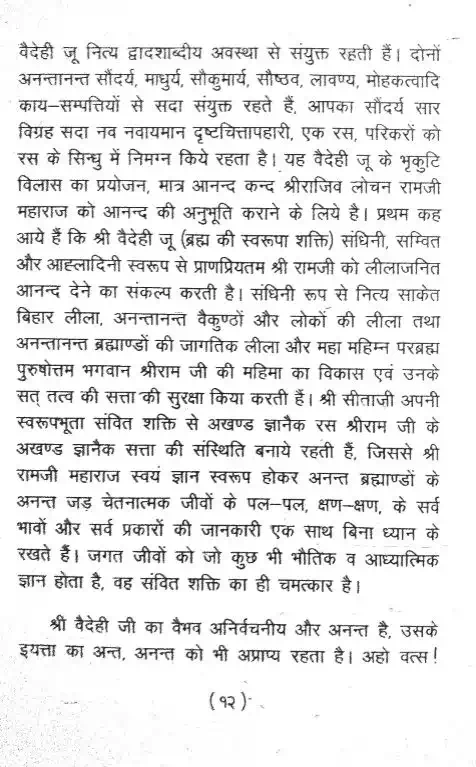 वैदेही जू नित्य द्वादशाब्दीय अवस्था से संयुक्त रहती हैं। दोनों
अनन्तानन्त सौंदर्य, माधुर्य, सौकुमार्य, सौष्ठव, लावण्य, मोहकत्वादि
काय–सम्पत्तियों से सदा संयुक्त रहते हैं, आपका सौंदर्य सार
विग्रह सदा नव नवायमान दृष्टचित्तापहारी, एक रस, परिकरों को
रस के सिन्धु में निमग्न किये रहता है। यह वैदेही जू के भृकुटि
विलास का प्रयोजन, मात्र आनन्द कन्द श्रीराजिव लोचन रामजी
महाराज को आनन्द की अनुभूति कराने के लिये है। प्रथम कह
आये हैं कि श्री वैदेही जू (ब्रह्म की स्वरूपा शक्ति) संधिनी, सम्वित
और आह्लादिनी स्वरूप से प्राणप्रियतम श्री रामजी को लीलाजनित
आनन्द देने का संकल्प करती है। संधिनी रूप से नित्य साकेत
बिहार लीला, अनन्तानन्त वैकुण्ठों और लोकों की लीला तथा
अनन्तानन्त ब्रह्माण्डों की जागतिक लीला और महा महिम्न परब्रह्म
पुरुषोत्तम भगवान श्रीराम जी की महिमा का विकास एवं उनके
सत् तत्व की सत्ता की सुरक्षा किया करती हैं। श्री सीताजी अपनी
स्वरूपभूता संवित शक्ति से अखण्ड ज्ञानैक रस श्रीराम जी के
अखण्ड ज्ञानैक सत्ता की संस्थिति बनाये रहती हैं, जिससे श्री
रामजी महाराज स्वयं ज्ञान स्वरूप होकर अनन्त ब्रह्माण्डों के
अनन्त जड़ चेतनात्मक जीवों के पल–पल, क्षण–क्षण, के सर्व
भावों और सर्व प्रकारों की जानकारी एक साथ बिना ध्यान के
रखते हैं। जगत जीवों को जो कुछ भी भौतिक व आध्यात्मिक
ज्ञान होता है, वह संवित शक्ति का ही चमत्कार है।
श्री वैदेही जी का वैभव अनिर्वचनीय और अनन्त है, उसके
इयत्ता का अन्त, अनन्त को भी अप्राप्य रहता है। अहो वत्स!
(१२)